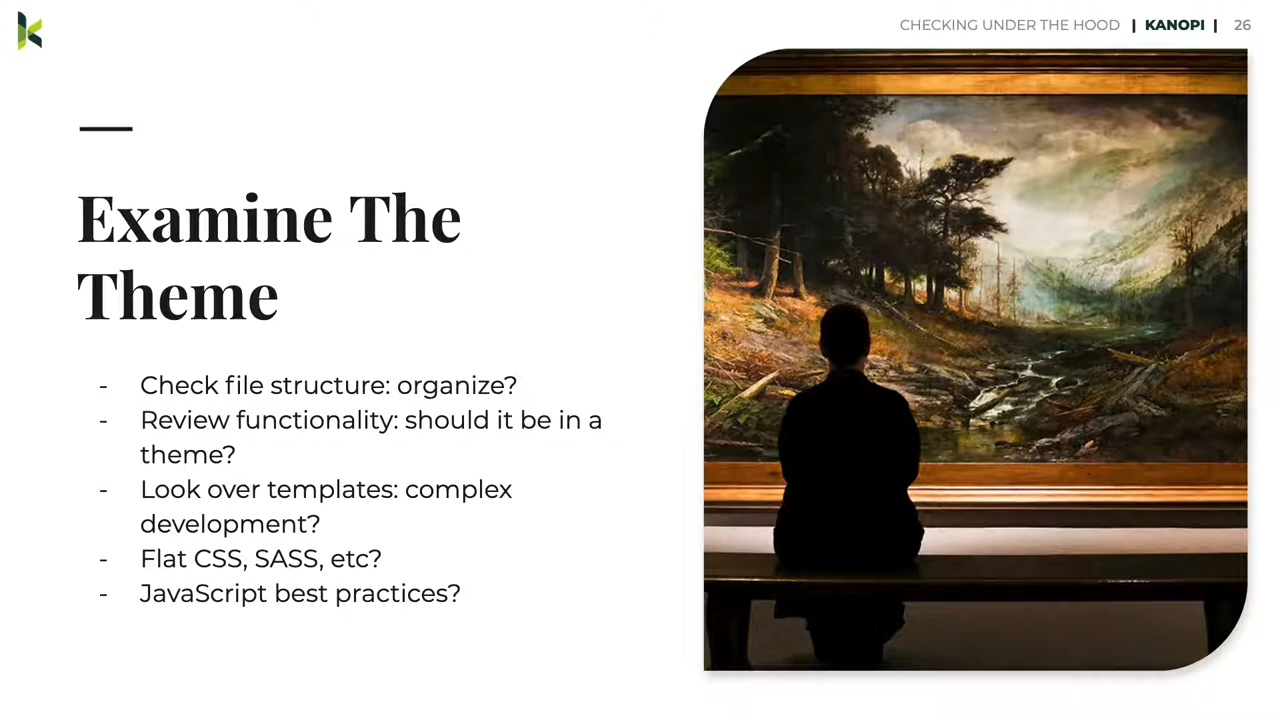 CHECKING UNDER THE HOOD | KANOPI | 26
Examine The
Theme
- Check file structure: organize?
- Review functionality: should it be in a
theme?
- Look over templates: complex
development?
- Flat CSS, SASS, etc?
- JavaScript best practices?